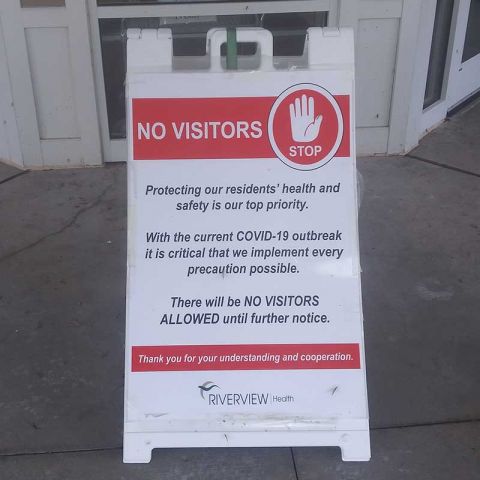 NO VISITORS
STOP
Protecting our residents' health and
safety is our top priority.
With the current COVID-19 outbreak
it is critical that we implement every
precaution possible.
There will be NO VISITORS
ALLOWED until further notice.
Thank you for your understanding and cooperation.
RIVERVIEW Health